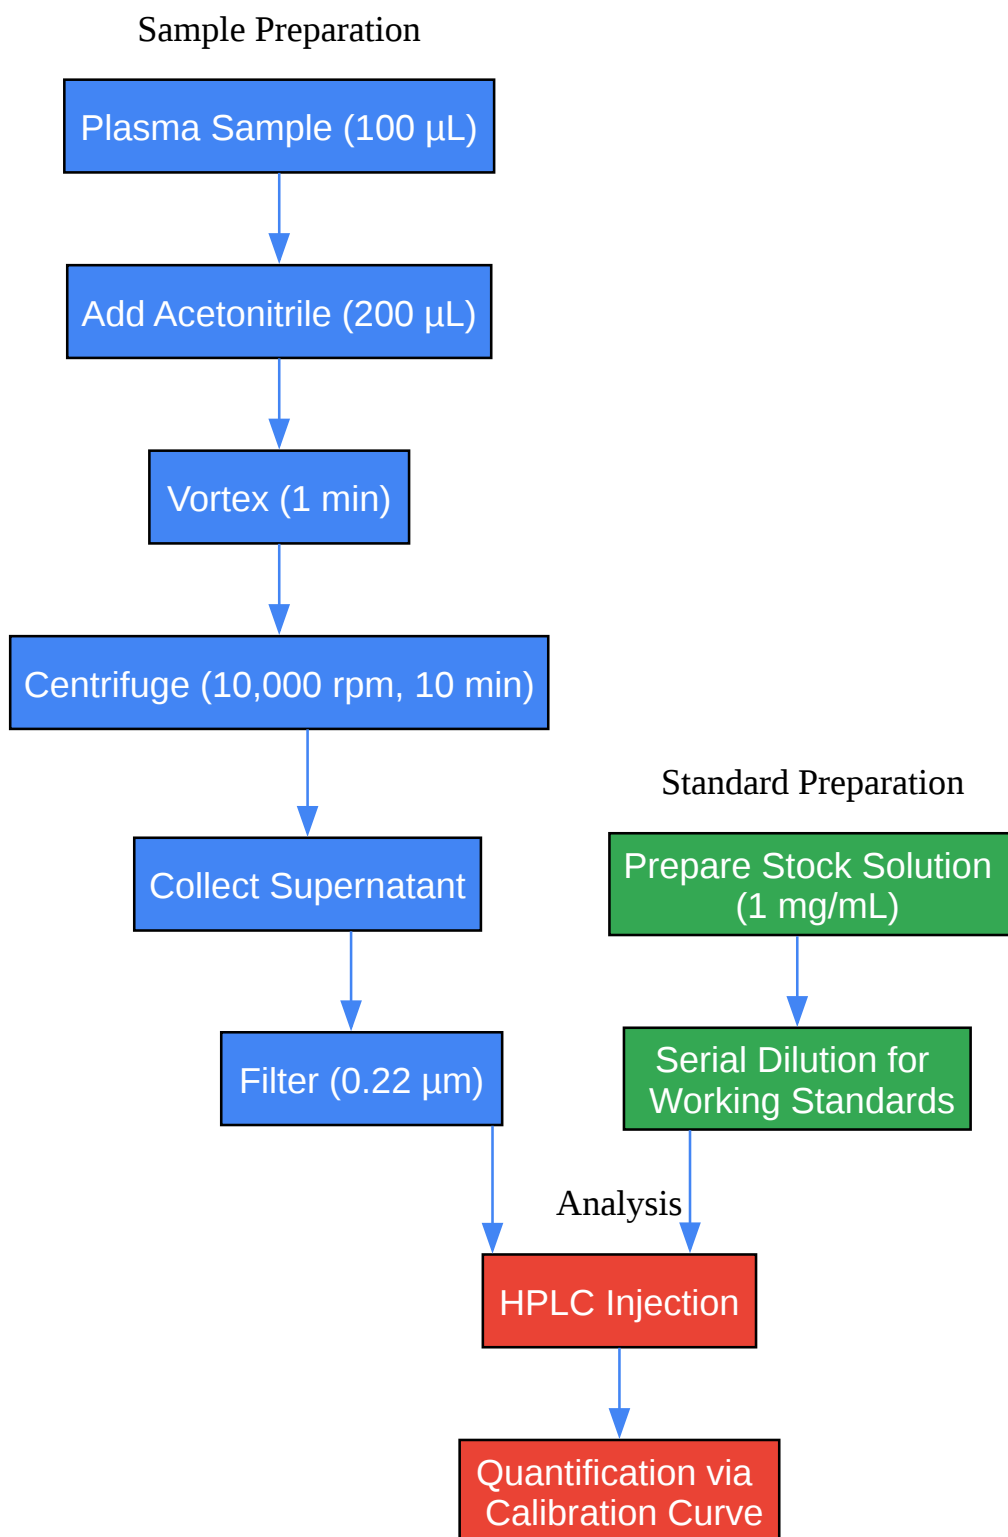 Sample Preparation
Plasma Sample (100 µL)
Add Acetonitrile (200 µL)
Vortex (1 min)
Centrifuge (10,000 rpm, 10 min)
Collect Supernatant
Filter (0.22 µm)
Standard Preparation
Prepare Stock Solution
(1 mg/mL)
Serial Dilution for
Working Standards
Analysis
HPLC Injection
Quantification via
Calibration Curve